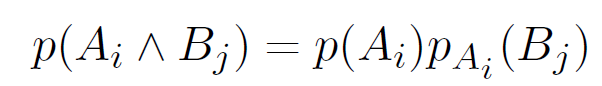 p(A_i ∧ B_j) = p(A_i)p_{A_i}(B_j)